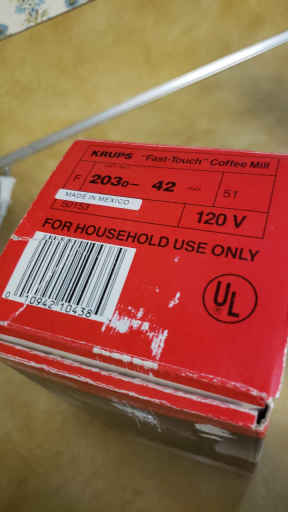 KRUPS "Fast-Touch" Coffee Mill
F 203 D– 42 51
MADE IN MEXICO
120 V
FOR HOUSEHOLD USE ONLY
UL
0 10942 10438